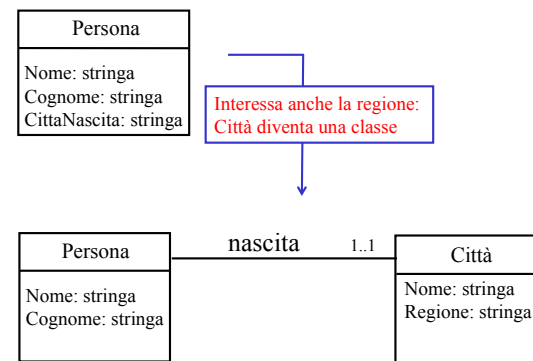 Persona
Nome: stringa
Cognome: stringa
CittaNascita: stringa
Interessa anche la regione:
Città diventa una classe
Persona
Nome: stringa
Cognome: stringa
nascita
1..1
Città
Nome: stringa
Regione: stringa